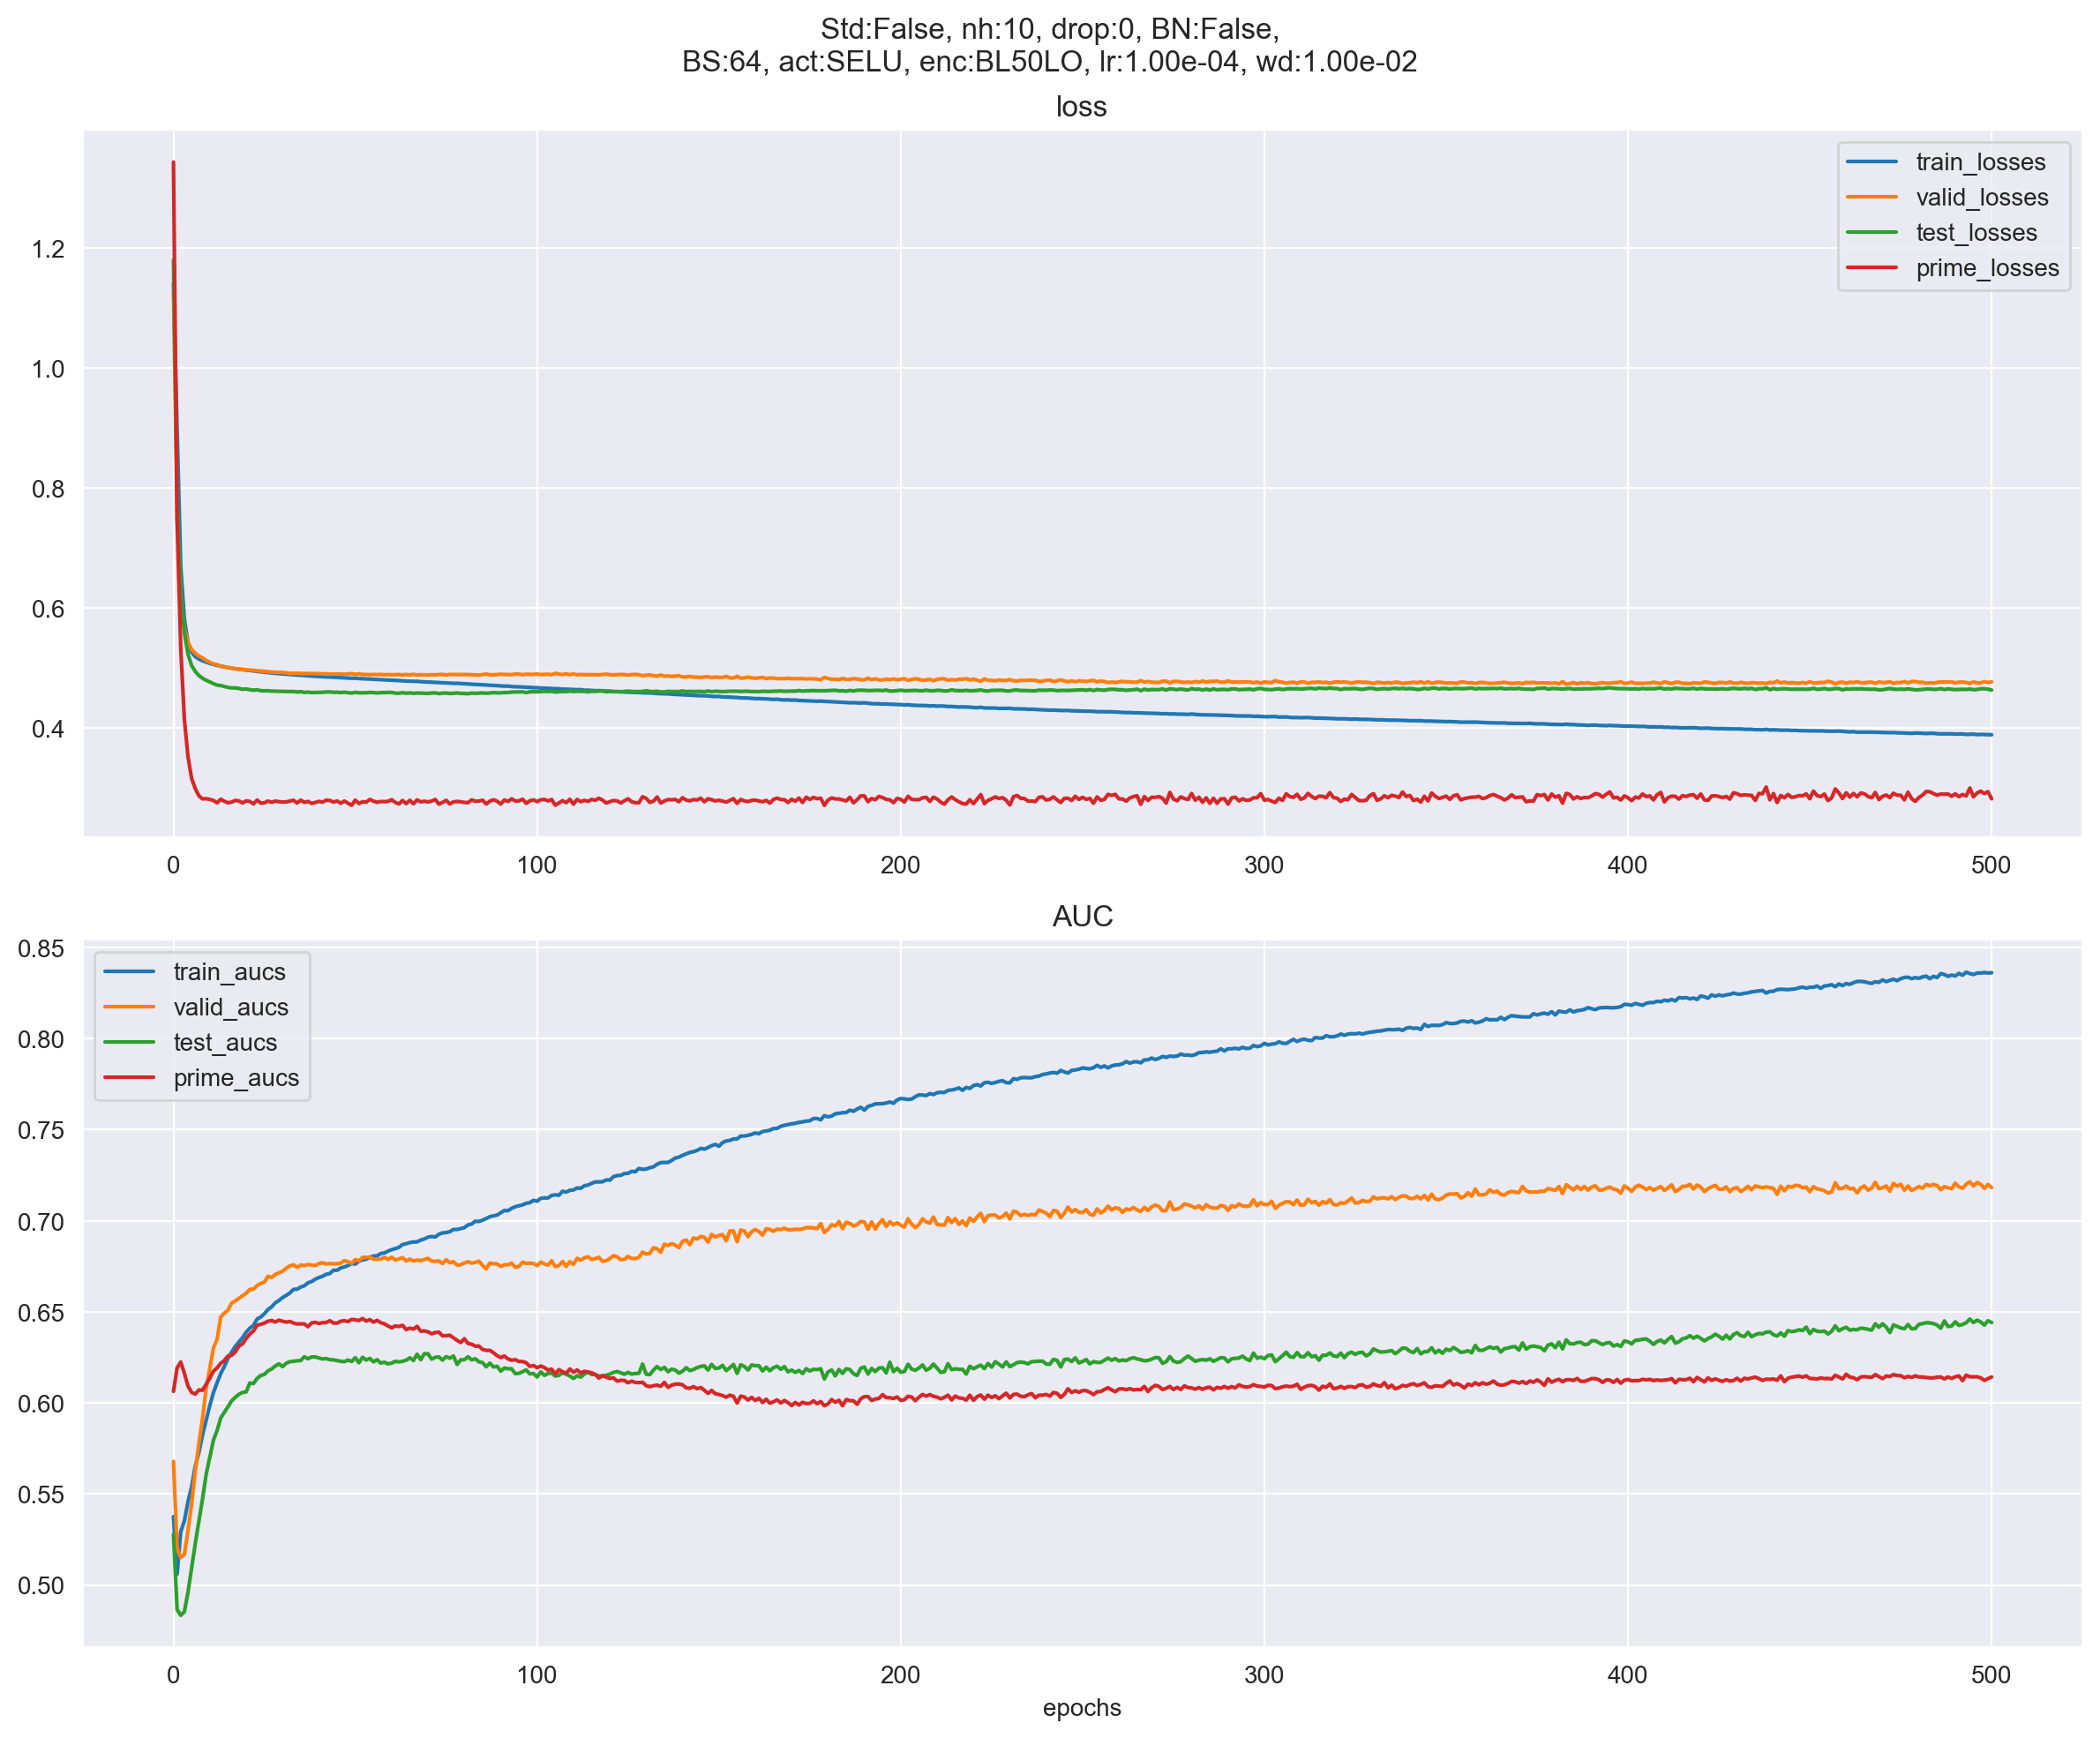 Std:False, nh:10, drop:0, BN:False,
BS:64, act:SELU, enc:BL50LO, lr:1.00e-04, wd:1.00e-02
loss
train_losses
valid_losses
test_losses
prime_losses
1.2
1.0
0.8
0.6
0.4
0 100 200 300 400 500
AUC
train_aucs
valid_aucs
test_aucs
prime_aucs
0.85
0.80
0.75
0.70
0.65
0.60
0.55
0.50
0 100 200 300 400 500
epochs